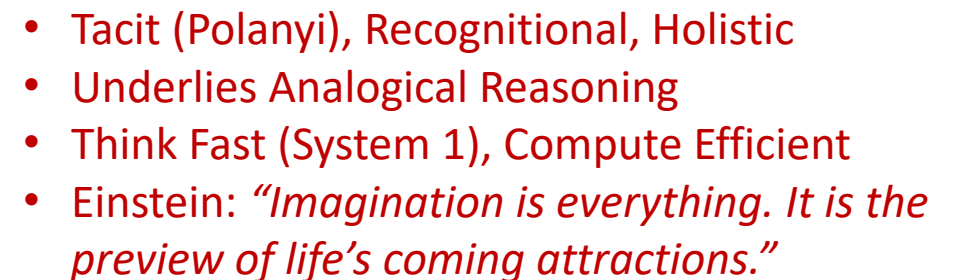 • Tacit (Polanyi), Recognitional, Holistic
• Underlies Analogical Reasoning
• Think Fast (System 1), Compute Efficient
• Einstein: “Imagination is everything. It is the
preview of life’s coming attractions.”